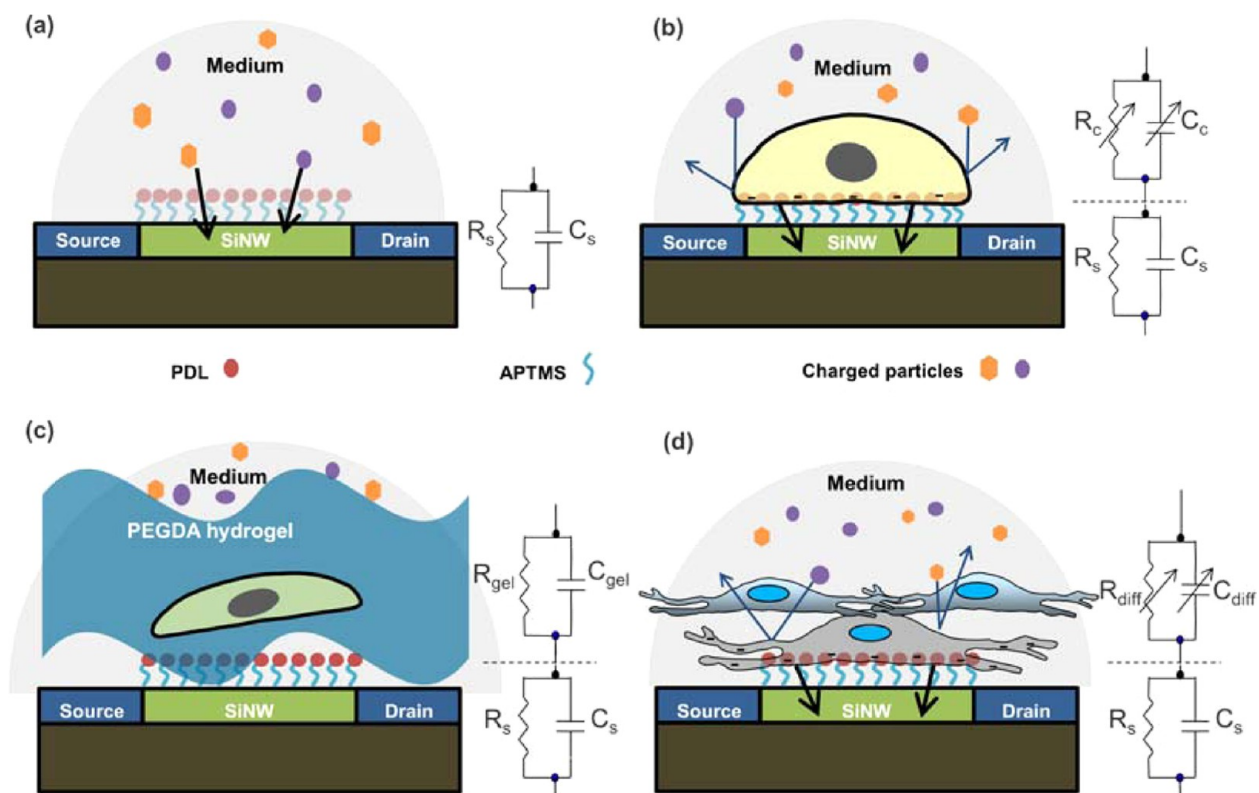 (a)
Medium
Source SiNW Drain
Rs Cs
(b)
Medium
Source SiNW Drain
Rc Cc
Rs Cs
PDL APTMS Charged particles
(c)
Medium
PEGDA hydrogel
Source SiNW Drain
Rgel Cgel
Rs Cs
(d)
Medium
Source SiNW Drain
Rdiff Cdiff
Rs Cs